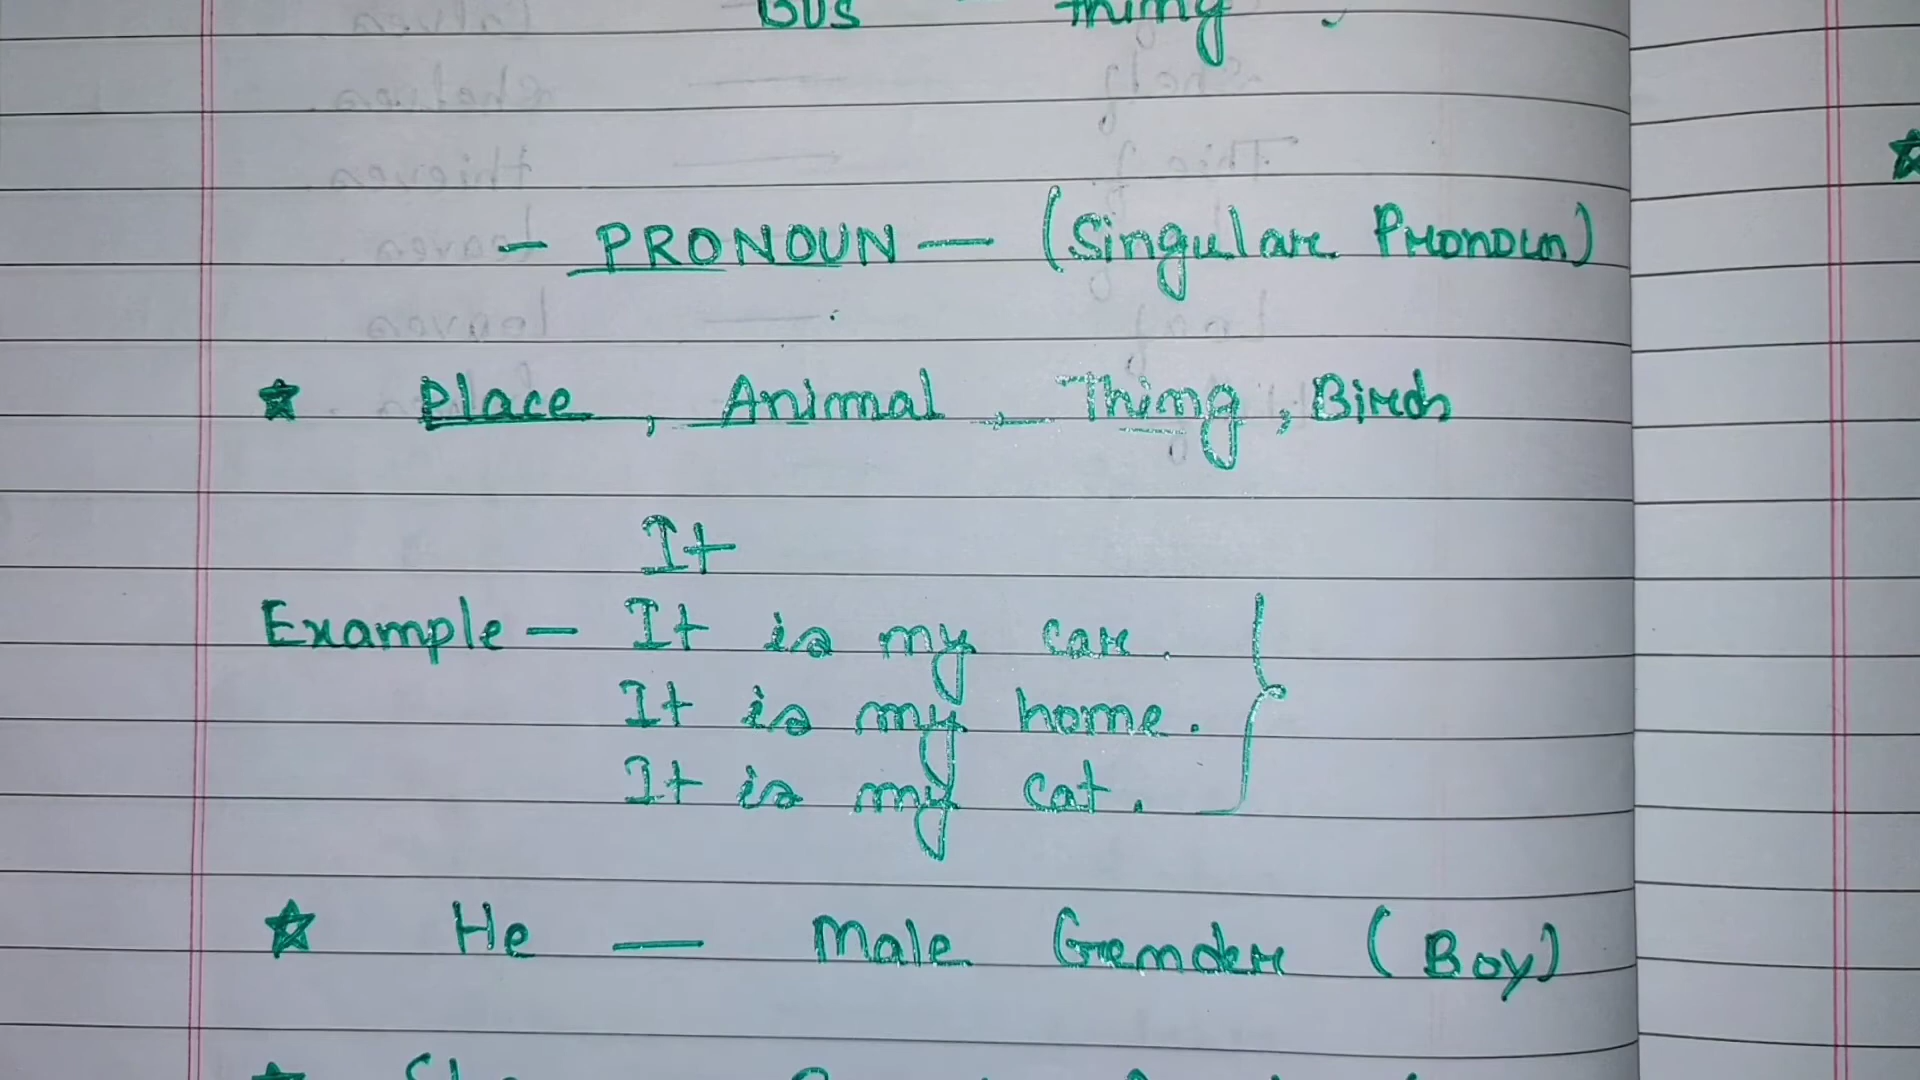 Bus thing
- PRONOUN - (Singular Pronoun)
★ Place, Animal, Thing, Birds
It
Example - It is my car.
It is my home.
It is my cat.
★ He - Male Gender (Boy)